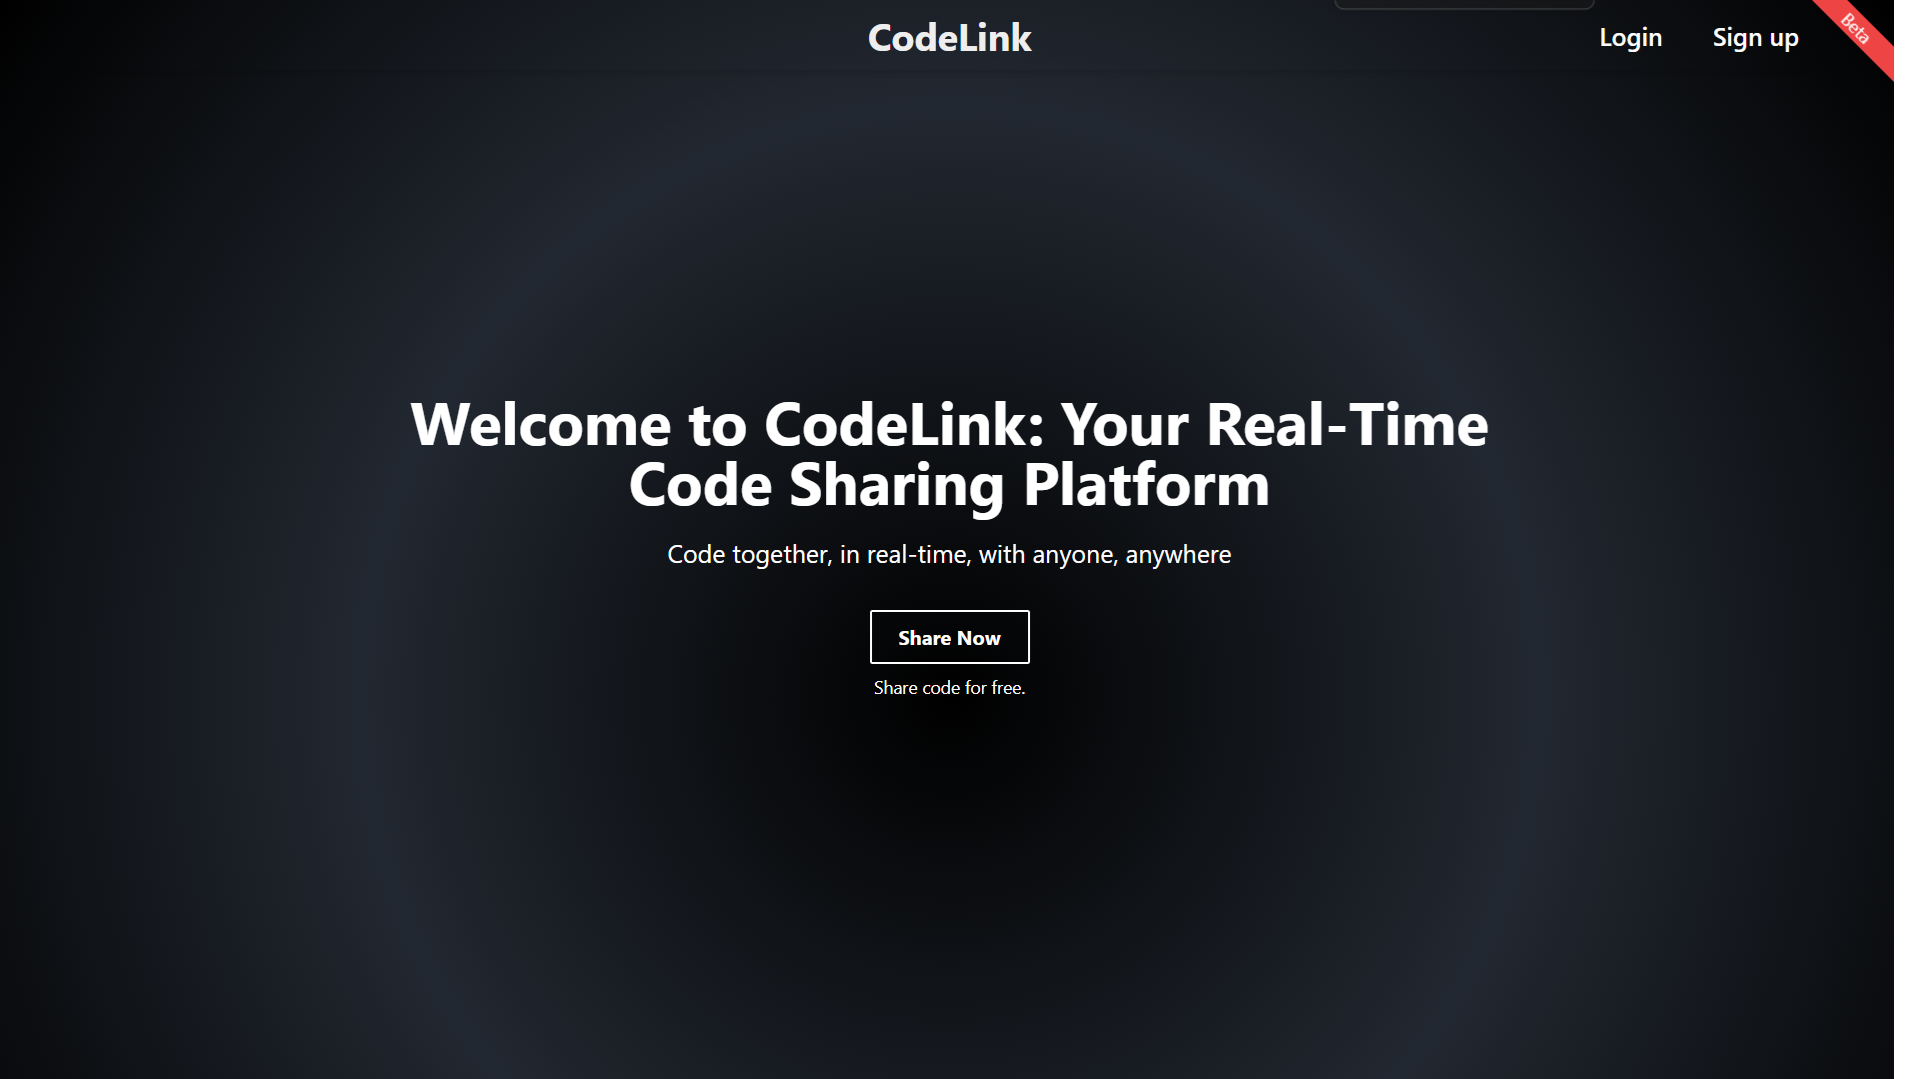 CodeLink
Login
Sign up
Beta
Welcome to CodeLink: Your Real-Time
Code Sharing Platform
Code together, in real-time, with anyone, anywhere
Share Now
Share code for free.